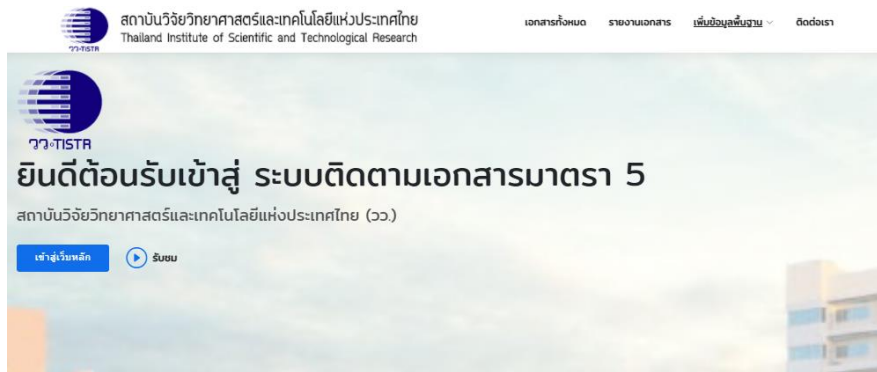 สถาบันวิจัยวิทยาศาสตร์และเทคโนโลยีแห่งประเทศไทย
Thailand Institute of Scientific and Technological Research
วว-TISTR
เอกสารทั้งหมด รายงานเอกสาร เพิ่มข้อมูลพื้นฐาน ติดต่อเรา
วว°TISTR
ยินดีต้อนรับเข้าสู่ ระบบติดตามเอกสารมาตรา 5
สถาบันวิจัยวิทยาศาสตร์และเทคโนโลยีแห่งประเทศไทย (วว.)
เข้าสู่เว็บหลัก รับชม